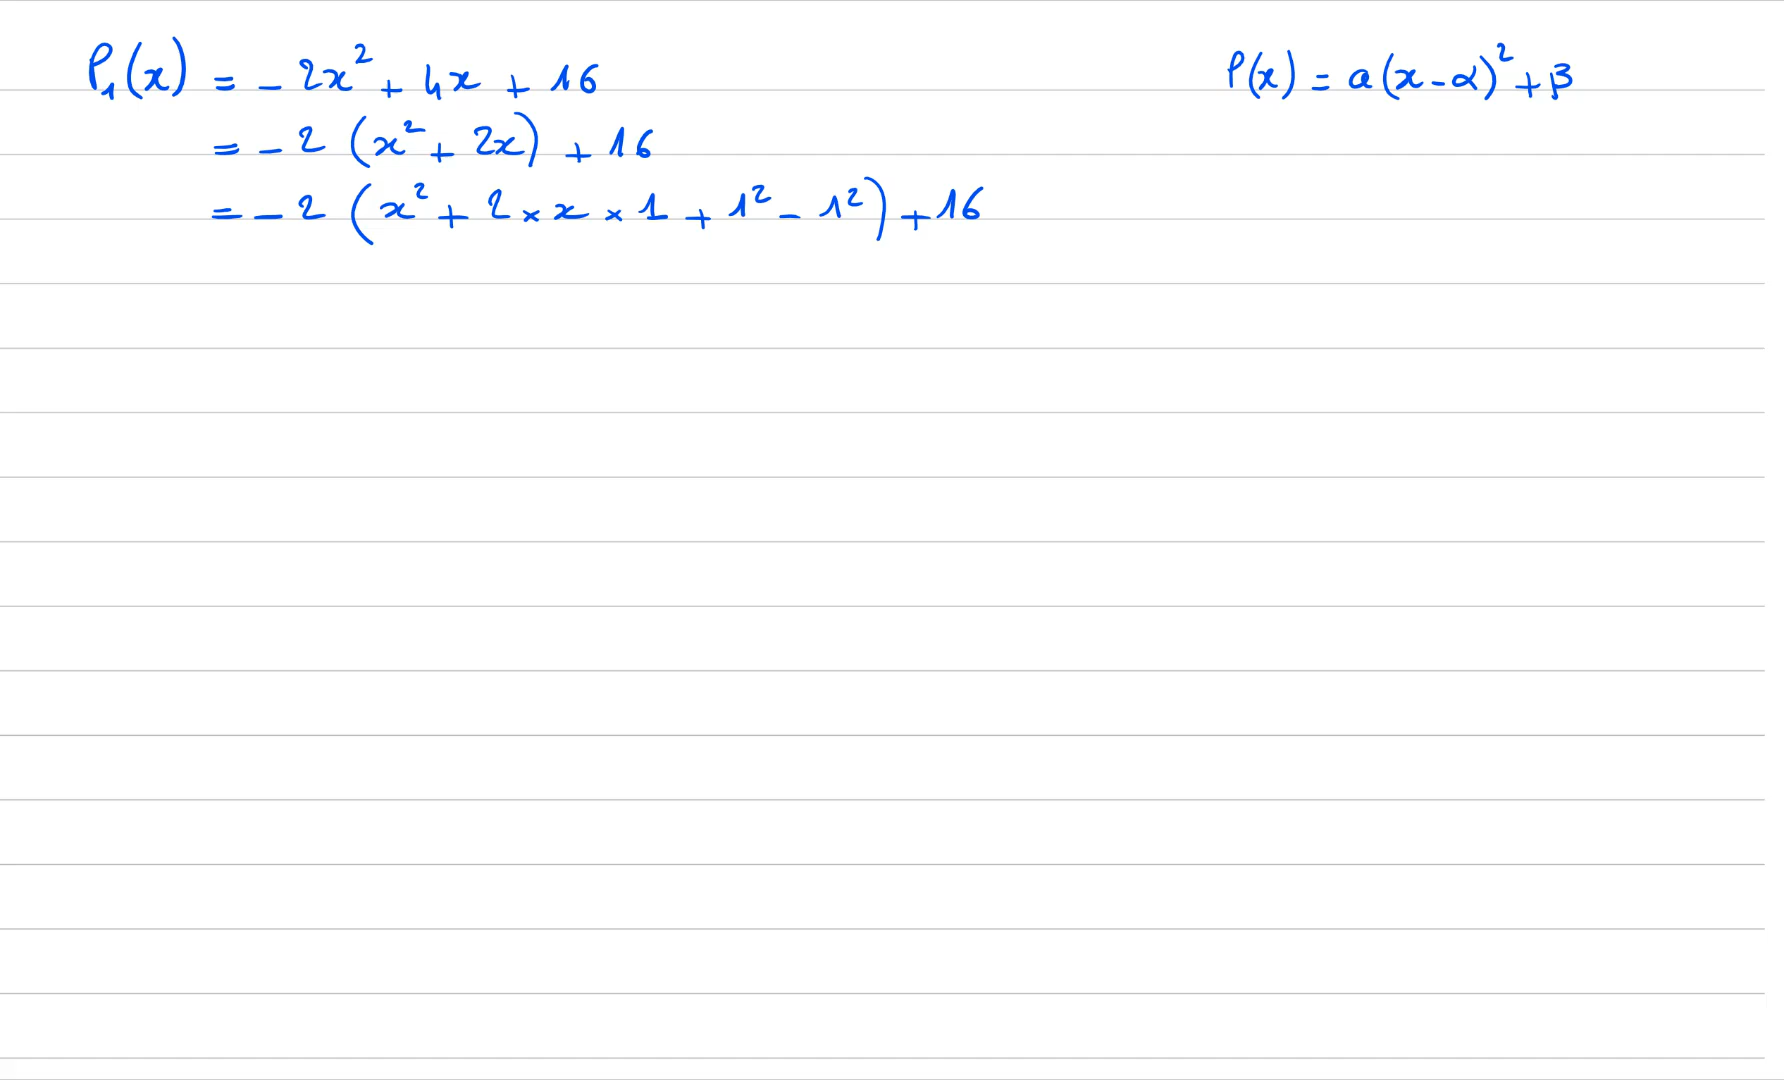 P₁(x) = - 2x² + 4x + 16
P(x) = a(x - α)² + β
= - 2 (x² + 2x) + 16
= - 2 (x² + 2 × x × 1 + 1² - 1²) + 16